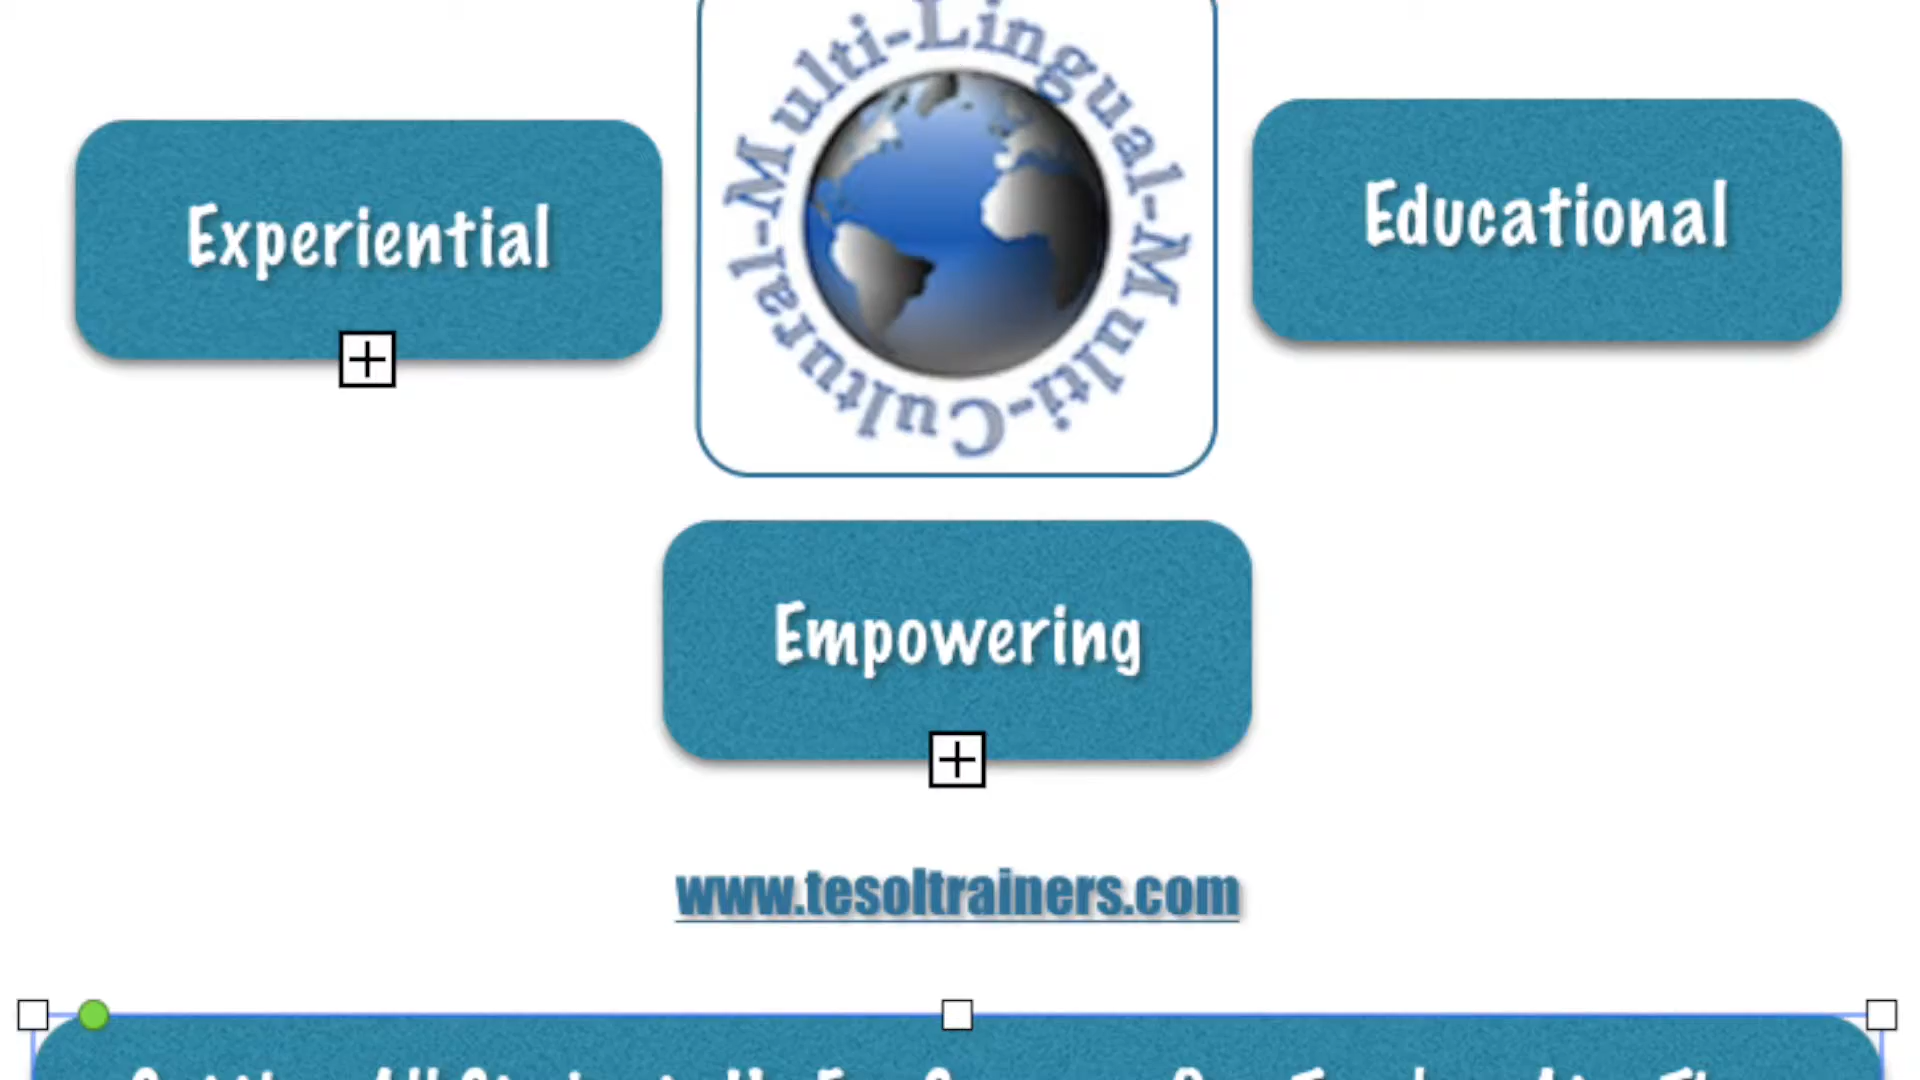 Multi-Lingual-Multi-Cultural-
Experiential
Educational
Empowering
www.tesoltrainers.com